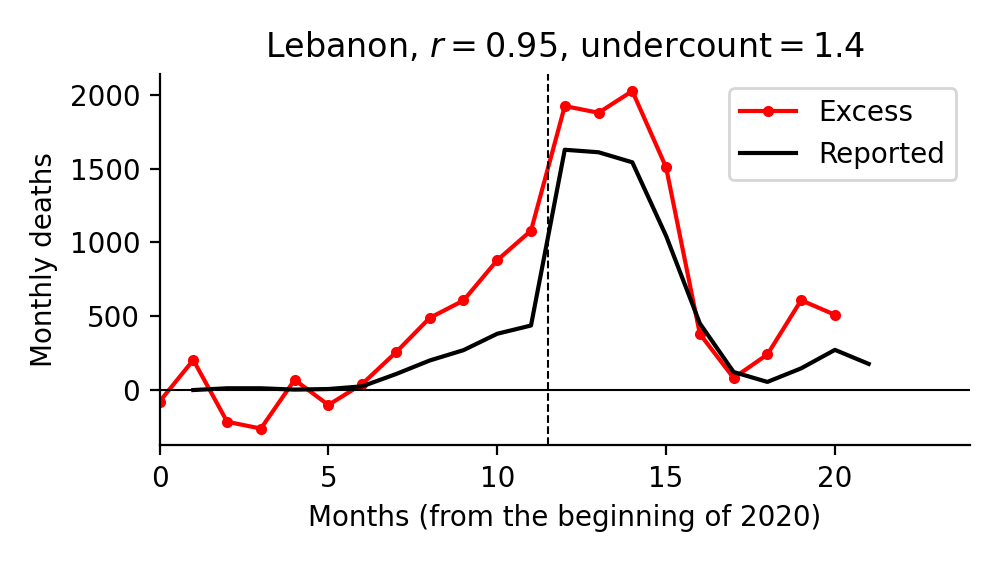 Lebanon, r = 0.95, undercount = 1.4
2000
1500
1000
500
0
Monthly deaths
Excess
Reported
0 5 10 15 20
Months (from the beginning of 2020)